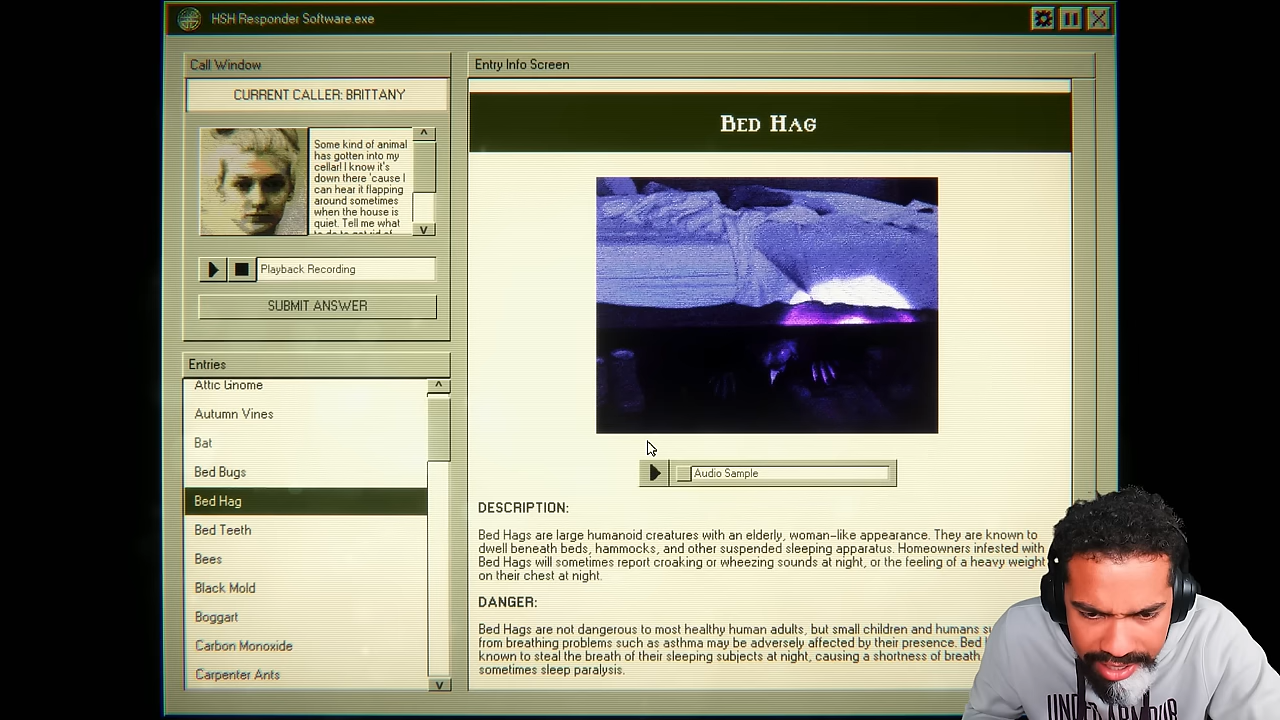 HSH Responder Software.exe
Call Window
CURRENT CALLER: BRITTANY
Some kind of animal
has gotten into my
cellar! I know it's
down there 'cause I
can hear it flapping
around sometimes
when the house is
quiet. Tell me what
Playback Recording
SUBMIT ANSWER
Entries
Attic Gnome
Autumn Vines
Bat
Bed Bugs
Bed Hag
Bed Teeth
Bees
Black Mold
Boggart
Carbon Monoxide
Carpenter Ants
Entry Info Screen
Bed Hag
Audio Sample
DESCRIPTION:
Bed Hags are large humanoid creatures with an elderly, woman-like appearance. They are known to
dwell beneath beds, hammocks, and other suspended sleeping apparatus. Homeowners infested with
Bed Hags will sometimes report croaking or wheezing sounds at night, or the feeling of a heavy weight
on their chest at night.
DANGER:
Bed Hags are not dangerous to most healthy human adults, but small children and humans
from breathing problems such as asthma may be adversely affected by their presence. Bed
known to steal the breath of their sleeping subjects at night, causing a shortness of breath
sometimes sleep paralysis.
UNDER ARMOUR